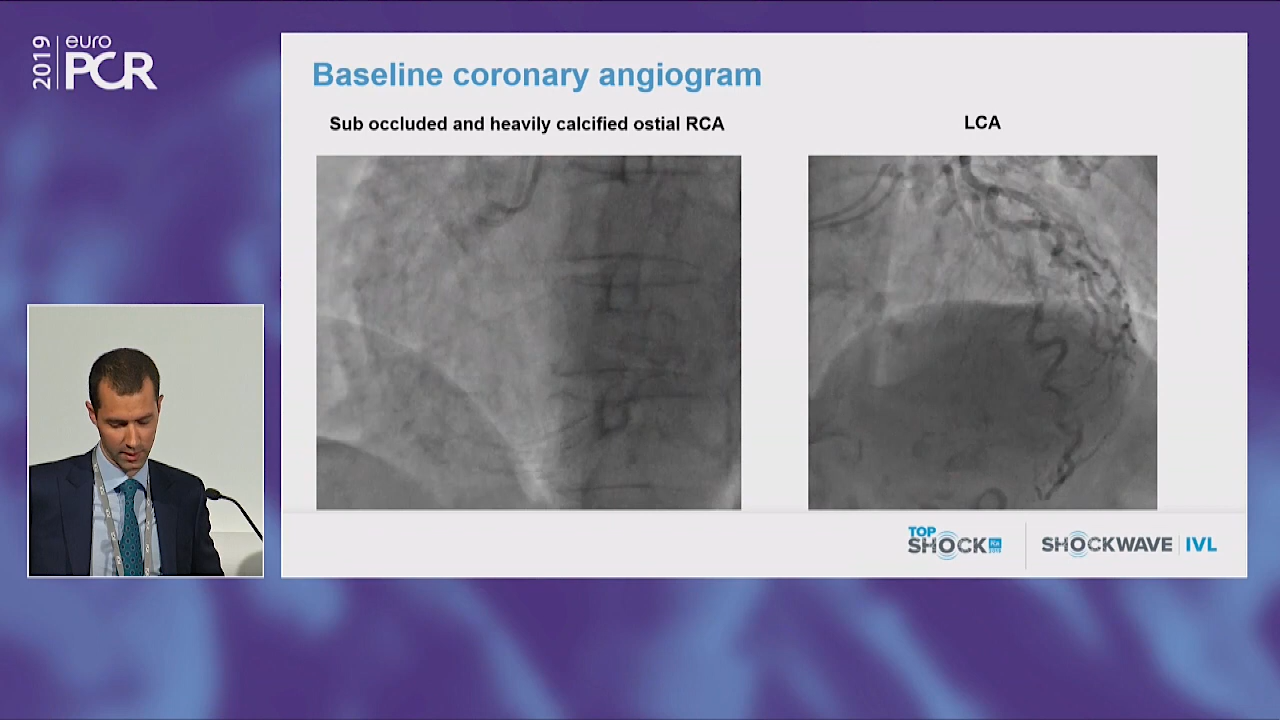 2019
euro
PCR
Baseline coronary angiogram
Sub occluded and heavily calcified ostial RCA
LCA
TOP
SHOCK
SHOCKWAVE IVL